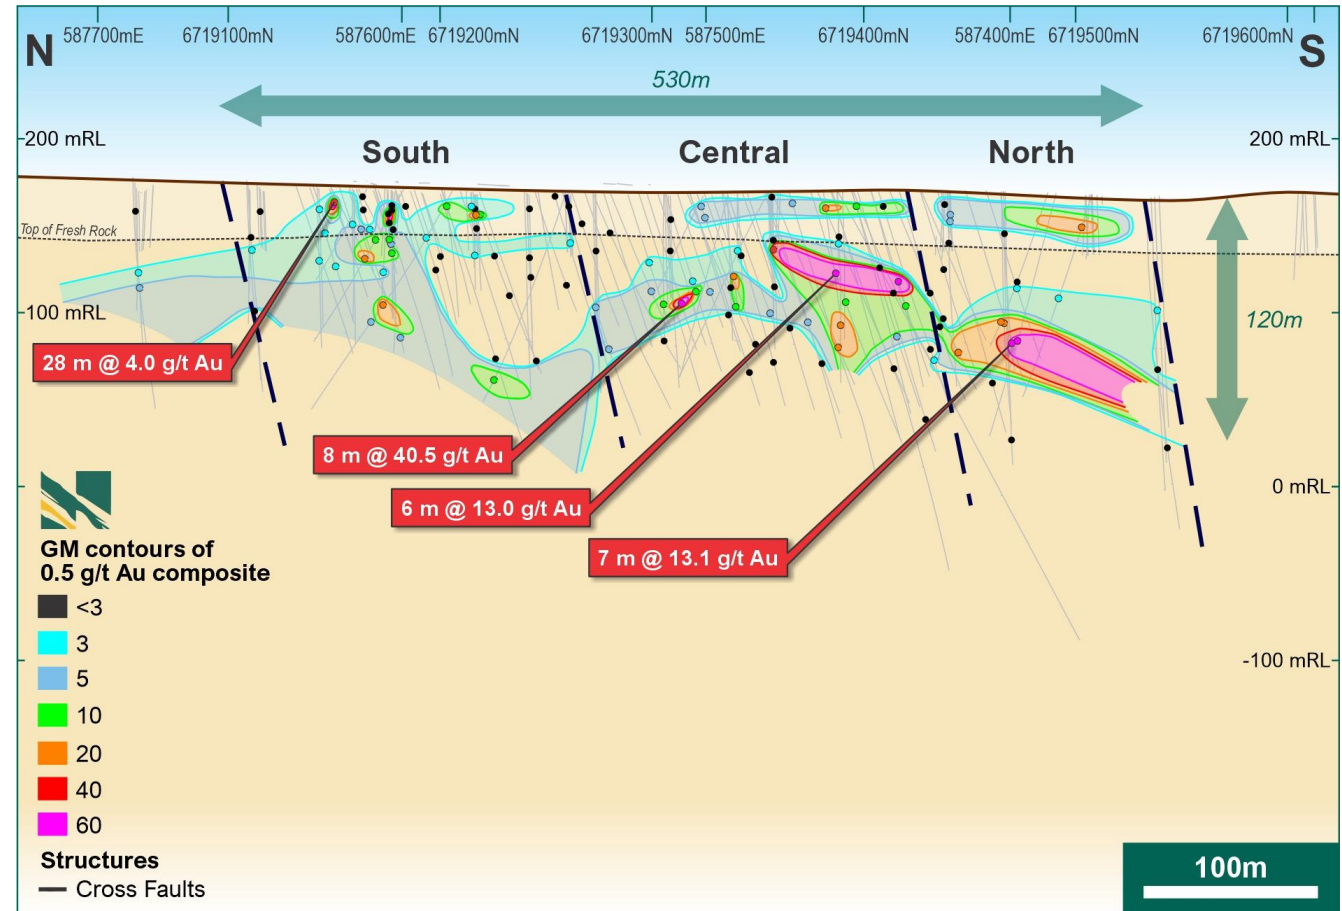 N
S
587700mE 6719100mN 587600mE 6719200mN 6719300mN 587500mE 6719400mN 587400mE 6719500mN 6719600mN
530m
200 mRL 200 mRL
South Central North
Top of Fresh Rock
100 mRL
120m
28 m @ 4.0 g/t Au
8 m @ 40.5 g/t Au
6 m @ 13.0 g/t Au
0 mRL
7 m @ 13.1 g/t Au
GM contours of
0.5 g/t Au composite
<3
3
5
-100 mRL
10
20
40
60
Structures
Cross Faults
100m